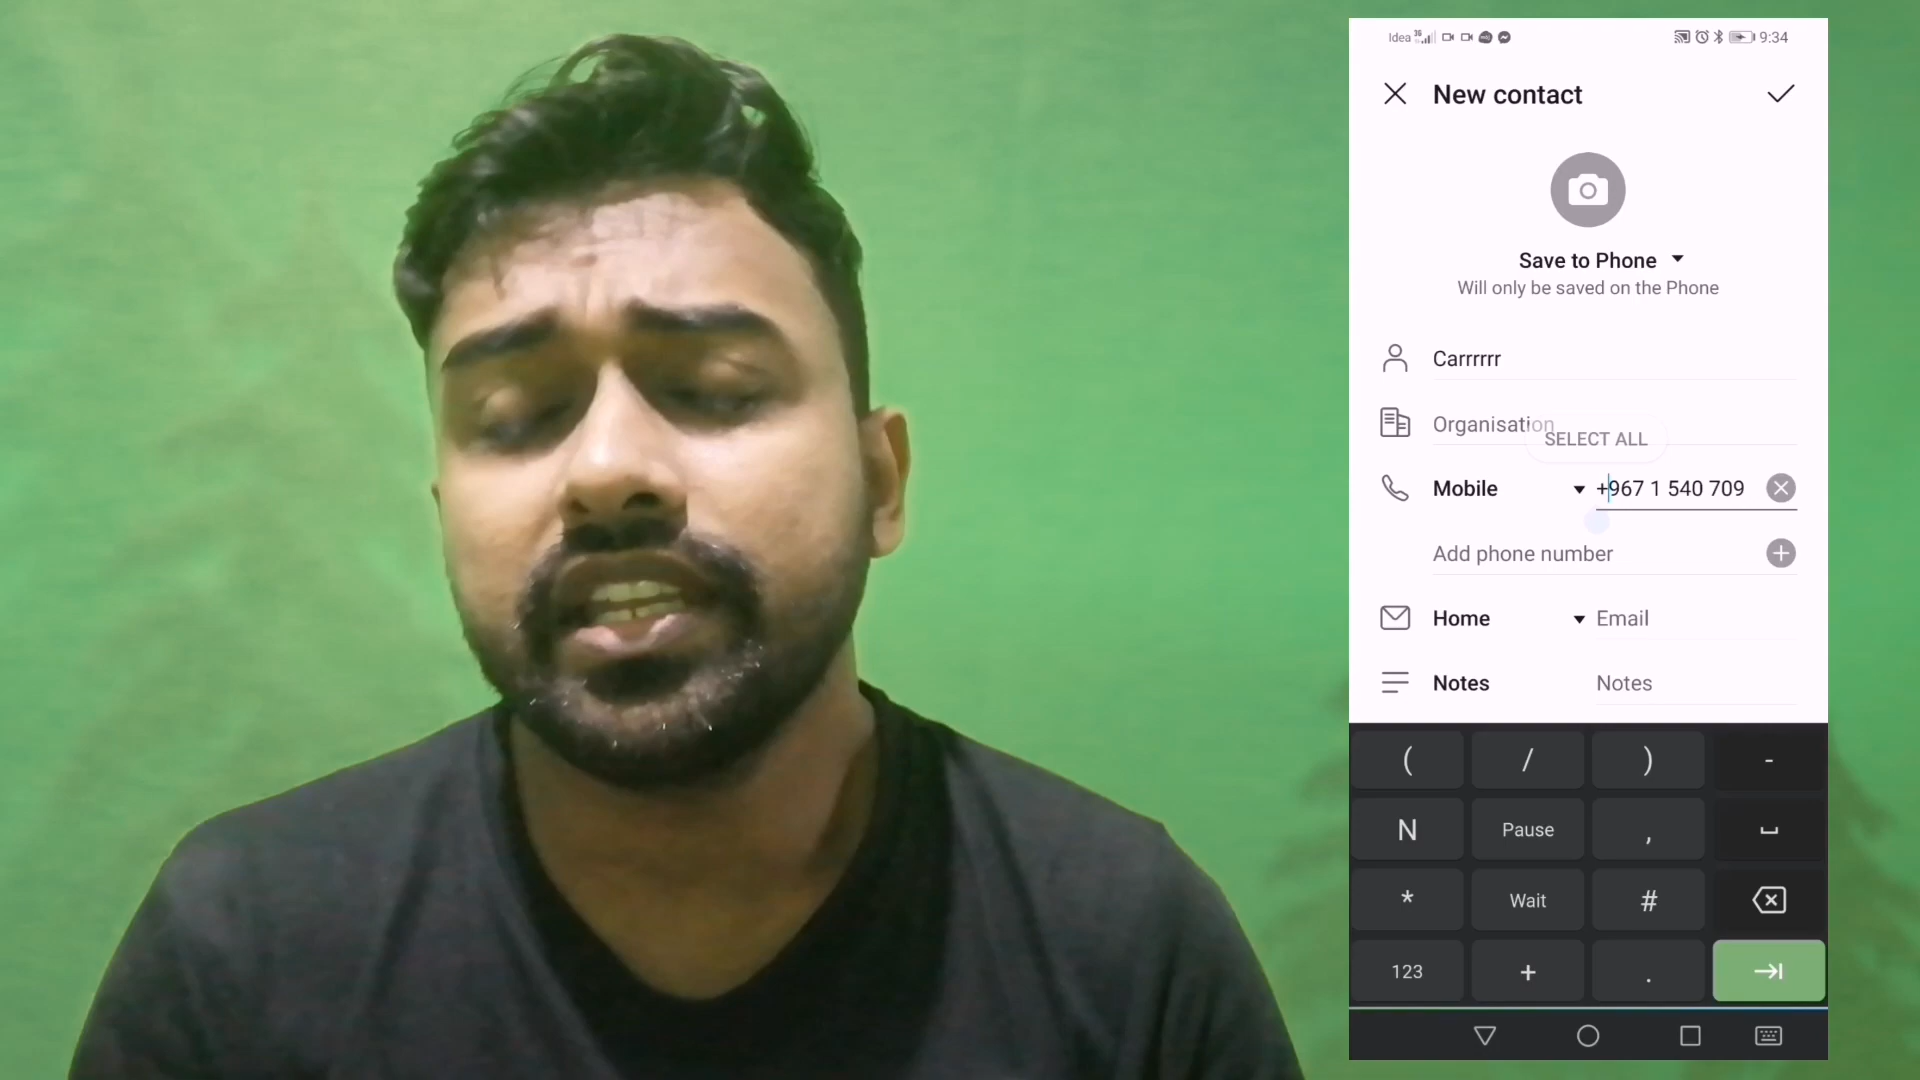 Idea 3G 9:34
New contact
Save to Phone
Will only be saved on the Phone
Carrrrrr
Organisation
SELECT ALL
Mobile +967 1 540 709
Add phone number
Home Email
Notes Notes
( / ) -
N Pause ,
* Wait #
123 + .